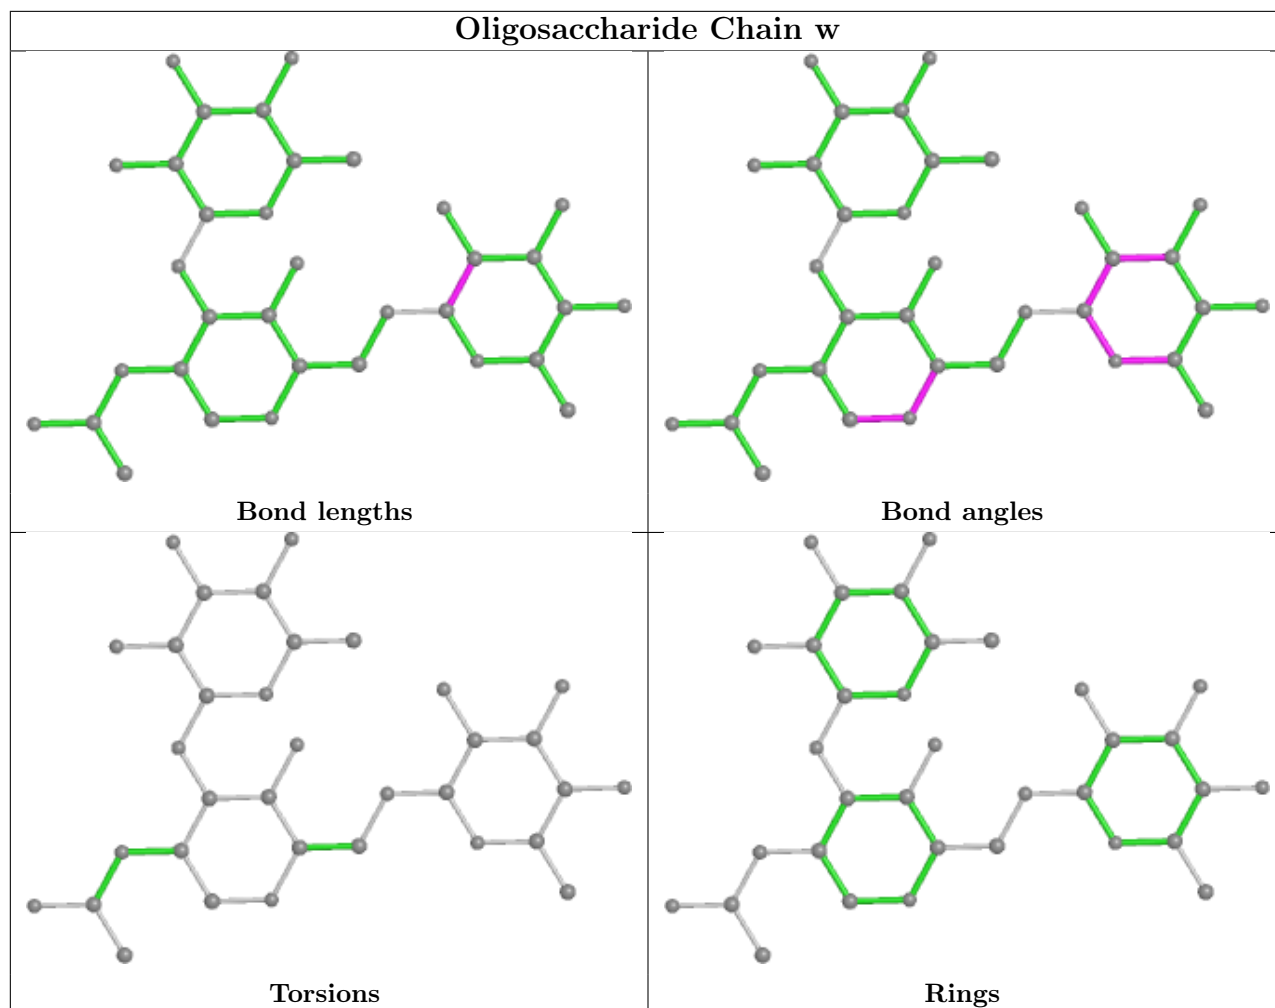 Oligosaccharide Chain w
Bond lengths
Bond angles
Torsions
Rings